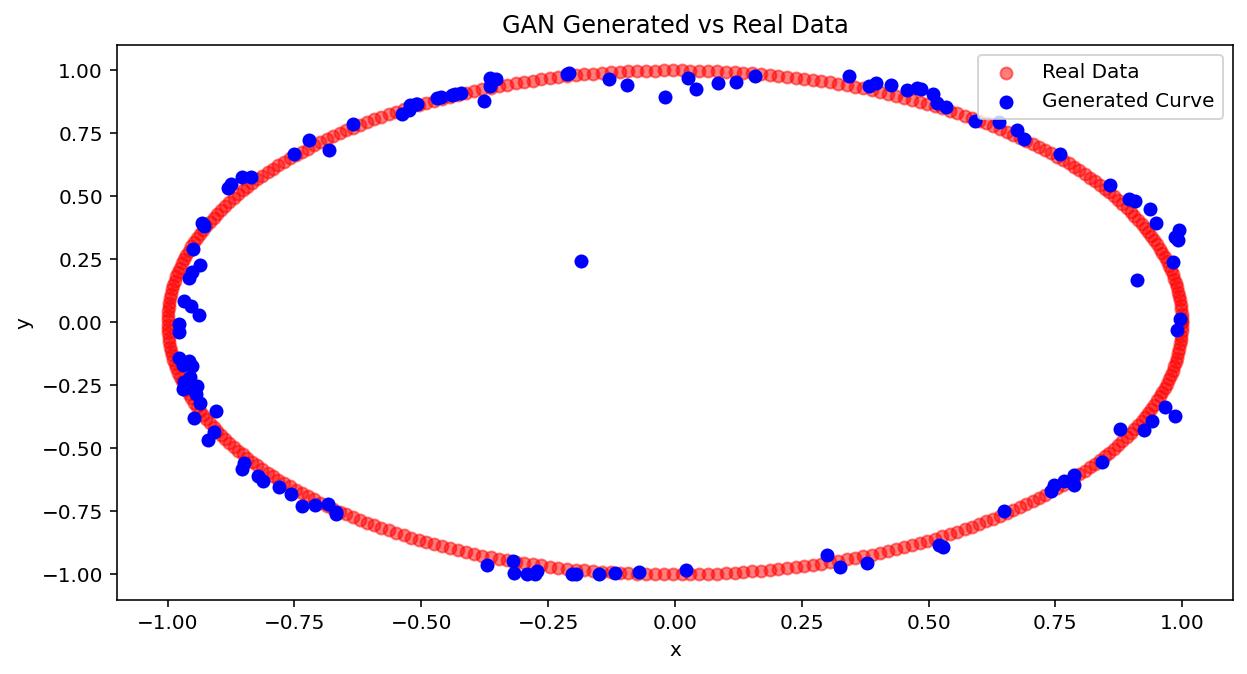 GAN Generated vs Real Data
Real Data
Generated Curve
1.00
0.75
0.50
0.25
0.00
−0.25
−0.50
−0.75
−1.00
y
−1.00 −0.75 −0.50 −0.25 0.00 0.25 0.50 0.75 1.00
x